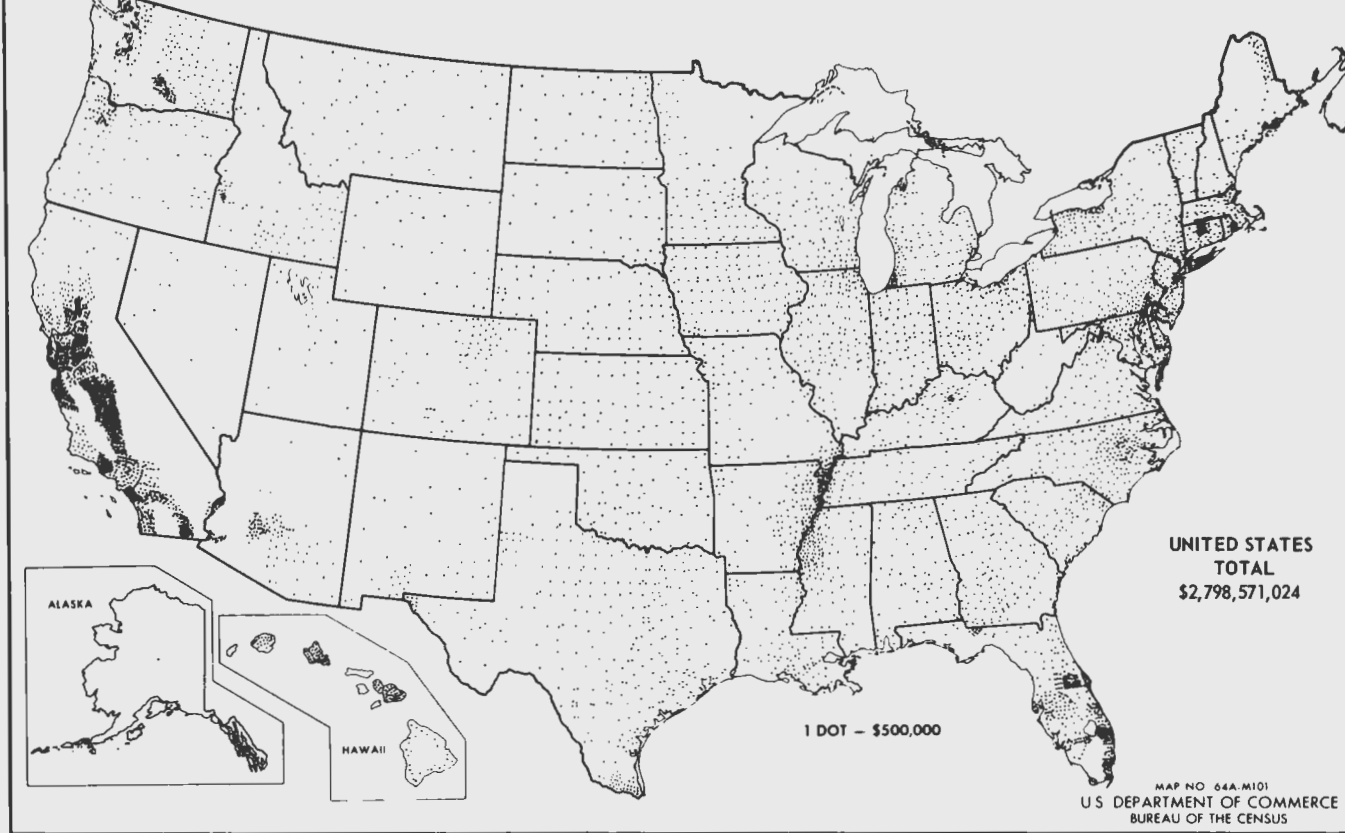 UNITED STATES
TOTAL
$2,798,571,024
ALASKA
HAWAII
1 DOT – $500,000
MAP NO 64A-M101
U S DEPARTMENT OF COMMERCE
BUREAU OF THE CENSUS